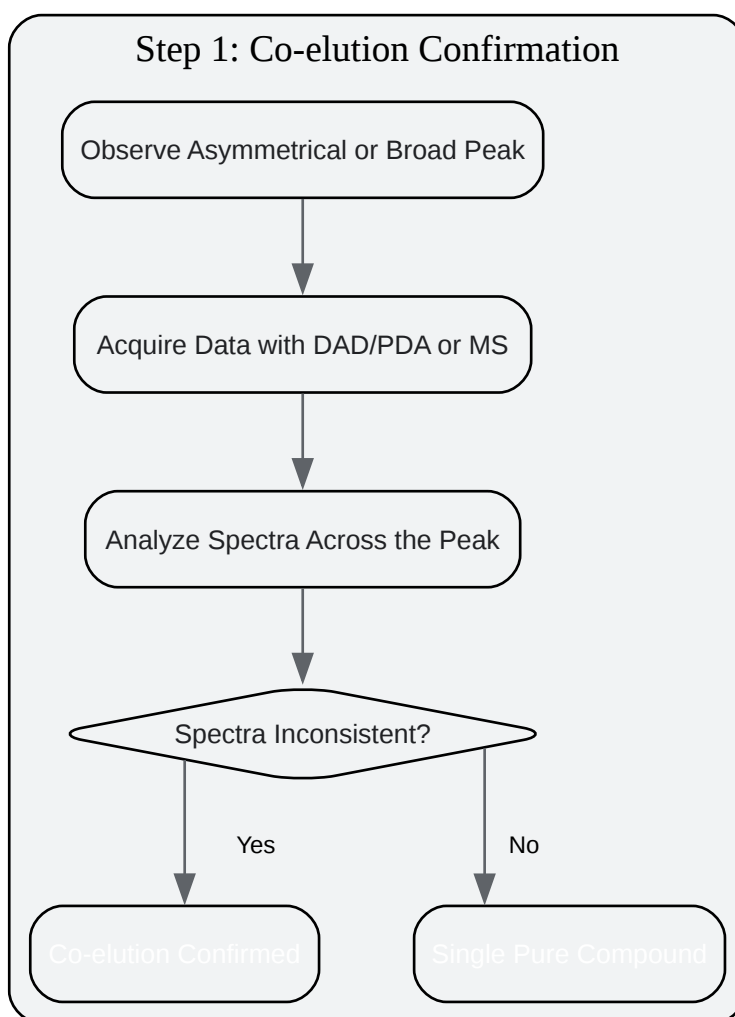 Step 1: Co-elution Confirmation
Observe Asymmetrical or Broad Peak
Acquire Data with DAD/PDA or MS
Analyze Spectra Across the Peak
Spectra Inconsistent?
Yes
No
Co-elution Confirmed
Single Pure Compound